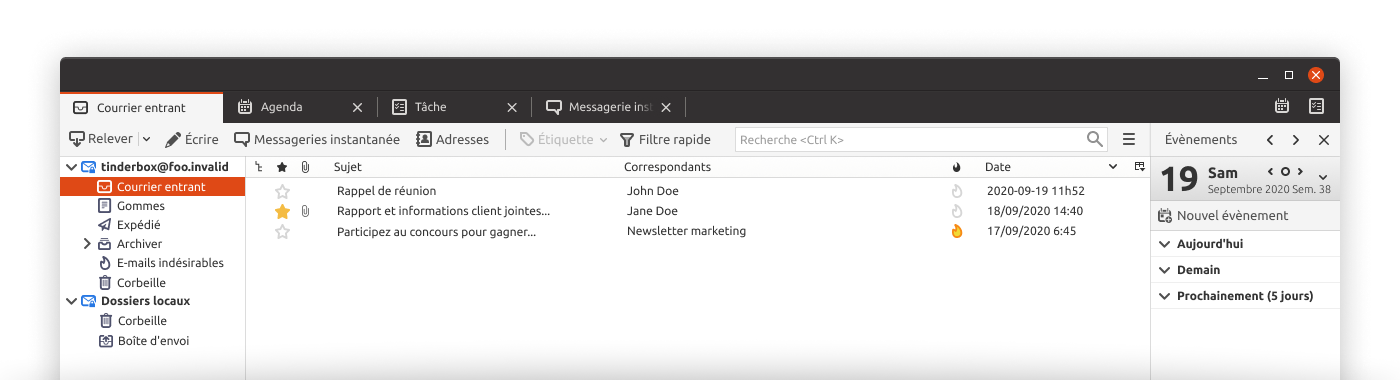 Courrier entrant
Agenda
Tâche
Messagerie inst
Relever
Écrire
Messageries instantanée
Adresses
Étiquette
Filtre rapide
Recherche <Ctrl K>
Évènements
tinderbox@foo.invalid
Courrier entrant
Gommes
Expédié
Archiver
E-mails indésirables
Corbeille
Dossiers locaux
Corbeille
Boîte d'envoi
Sujet Correspondants Date
Rappel de réunion John Doe 2020-09-19 11h52
Rapport et informations client jointes... Jane Doe 18/09/2020 14:40
Participez au concours pour gagner... Newsletter marketing 17/09/2020 6:45
19 Sam
Septembre 2020 Sem. 38
Nouvel évènement
Aujourd'hui
Demain
Prochainement (5 jours)